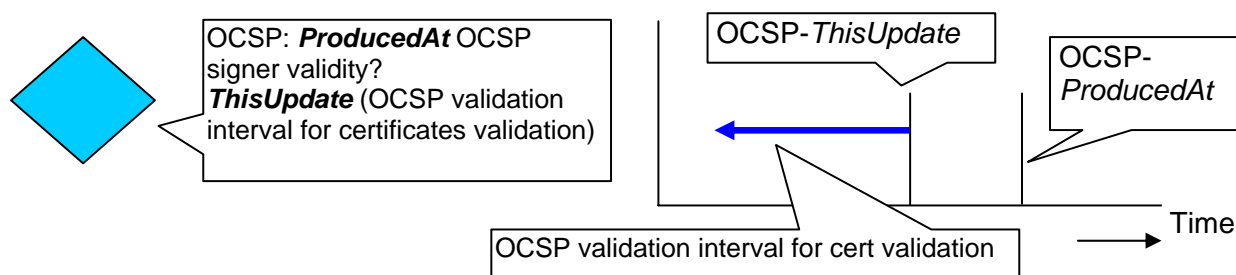 OCSP: ProducedAt OCSP
signer validity?
ThisUpdate (OCSP validation
interval for certificates validation)
OCSP-ThisUpdate
OCSP-
ProducedAt
Time
OCSP validation interval for cert validation